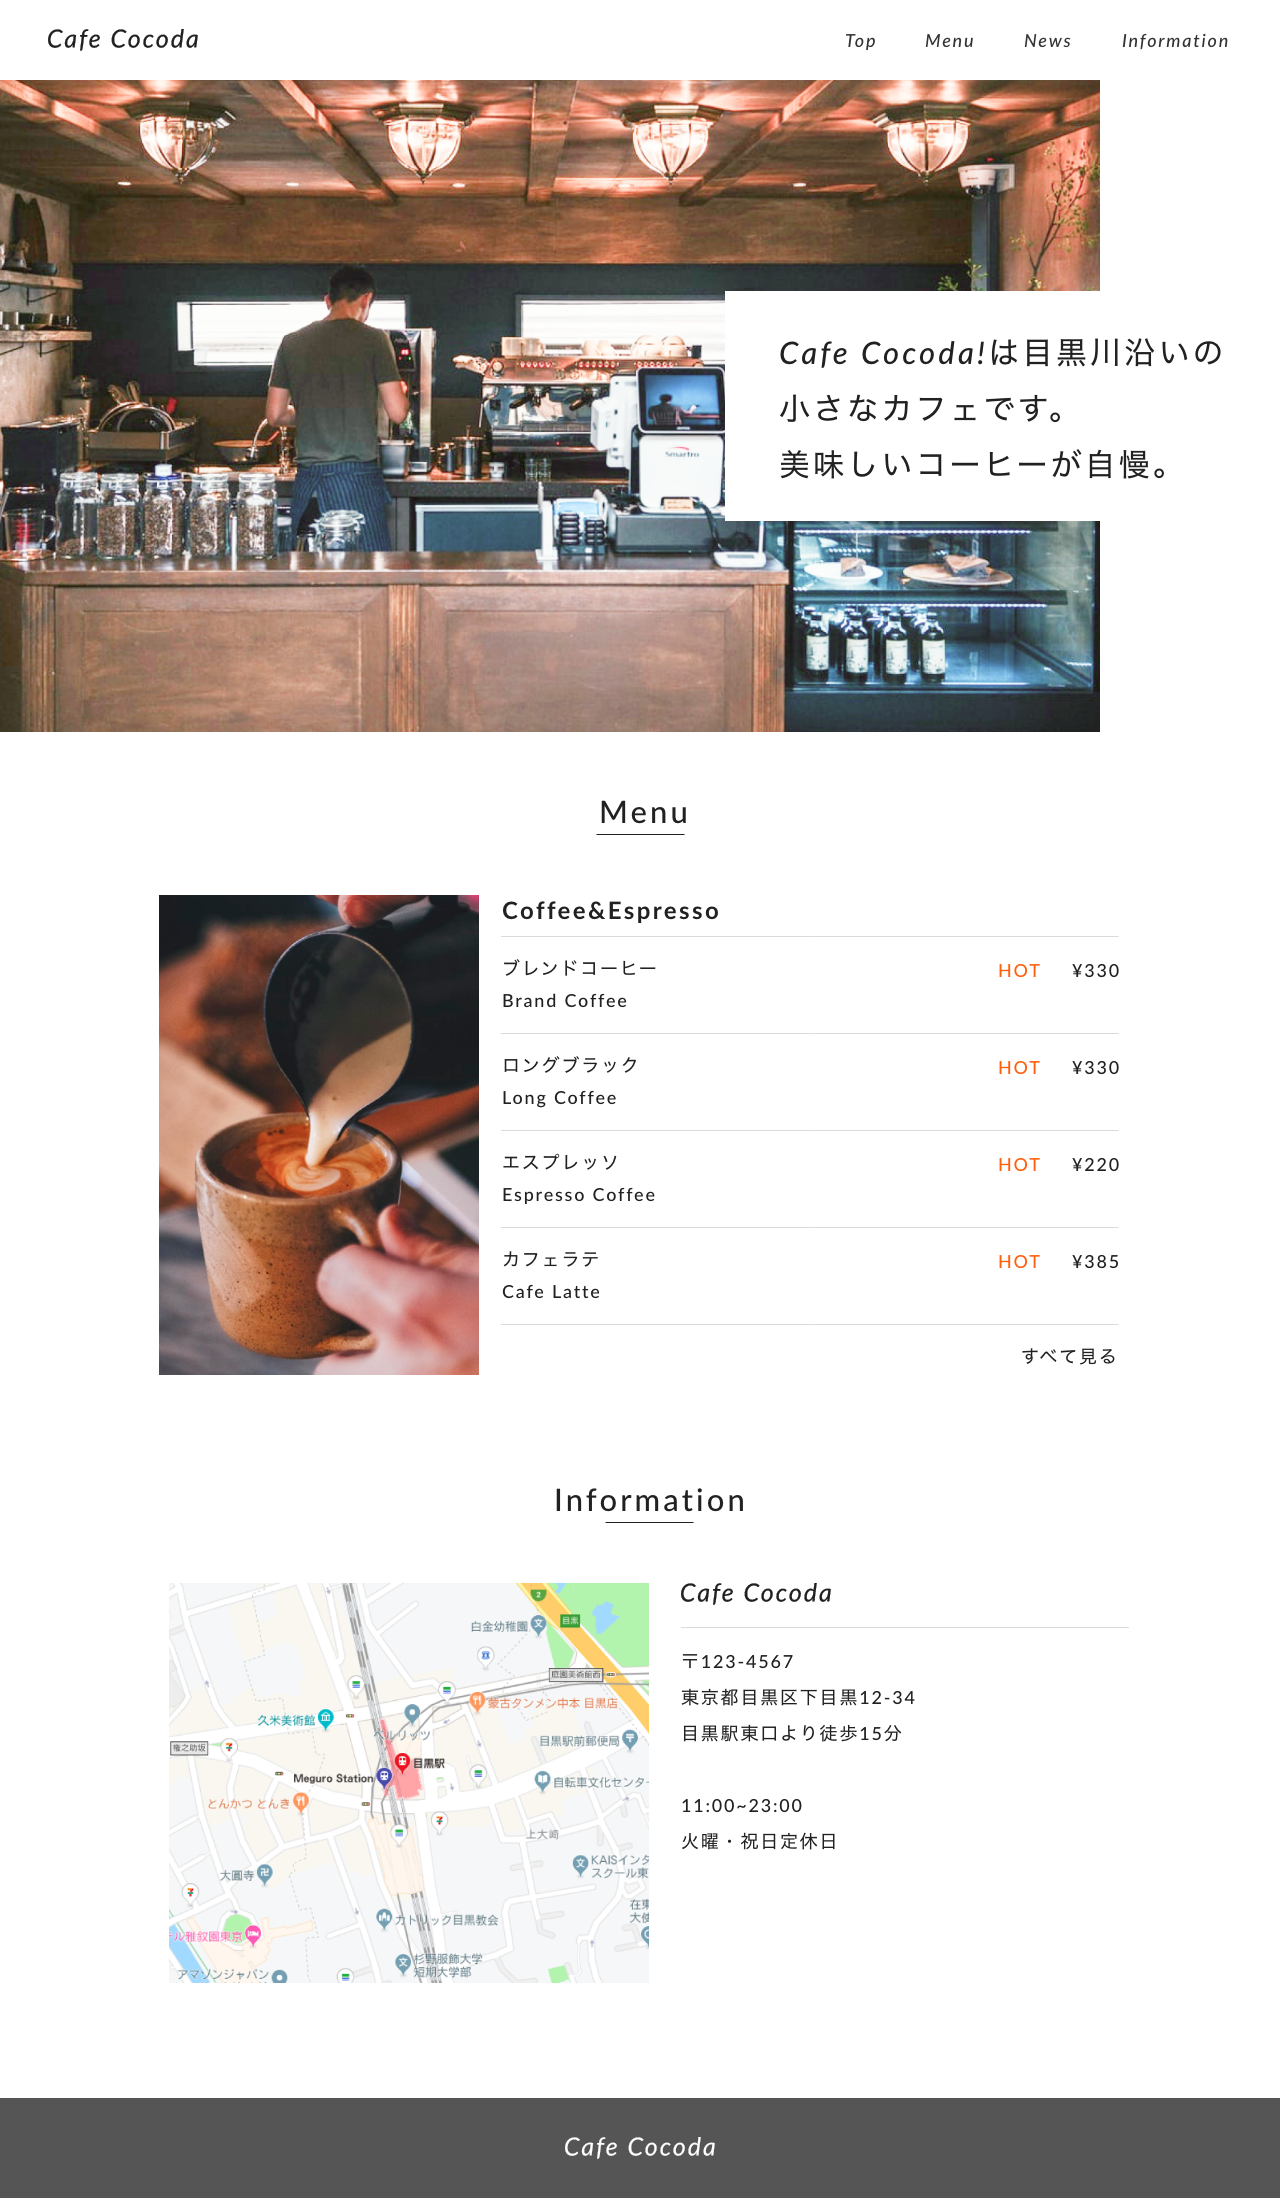 Cafe Cocoda
Top Menu News Information
Smartro
Cafe Cocoda!は目黒川沿いの
小さなカフェです。
美味しいコーヒーが自慢。
Menu
Coffee&Espresso
ブレンドコーヒー HOT ¥330
Brand Coffee
ロングブラック HOT ¥330
Long Coffee
エスプレッソ HOT ¥220
Espresso Coffee
カフェラテ HOT ¥385
Cafe Latte
すべて見る
Information
2
目黒
白金幼稚園
庭園美術館西
蒙古タンメン中本 目黒店
久米美術館
ベルリッツ
目黒駅前郵便局
権之助坂
目黒駅
Meguro Station
自転車文化センター
とんかつ とんき
上大崎
KAISインタ
スクール東
大圓寺
在東
大使
カトリック目黒教会
テル雅叙園東京
杉野服飾大学
短期大学部
アマゾンジャパン
Cafe Cocoda
〒123-4567
東京都目黒区下目黒12-34
目黒駅東口より徒歩15分
11:00~23:00
火曜・祝日定休日
Cafe Cocoda